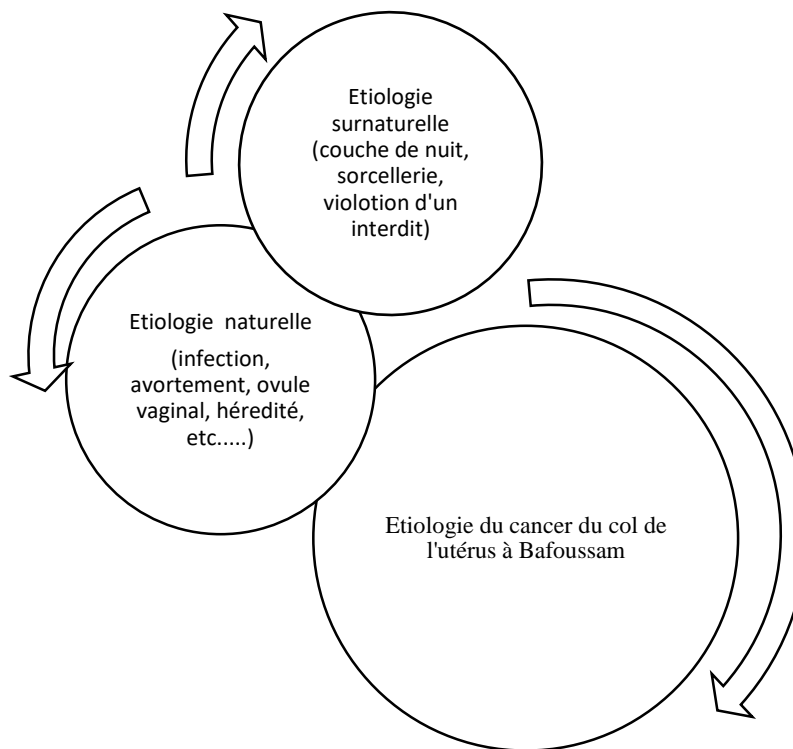 Etiologie
surnaturelle
(couche de nuit,
sorcellerie,
violotion d'un
interdit)
Etiologie naturelle
(infection,
avortement, ovule
vaginal, hérédité,
etc.....)
Etiologie du cancer du col de
l'utérus à Bafoussam